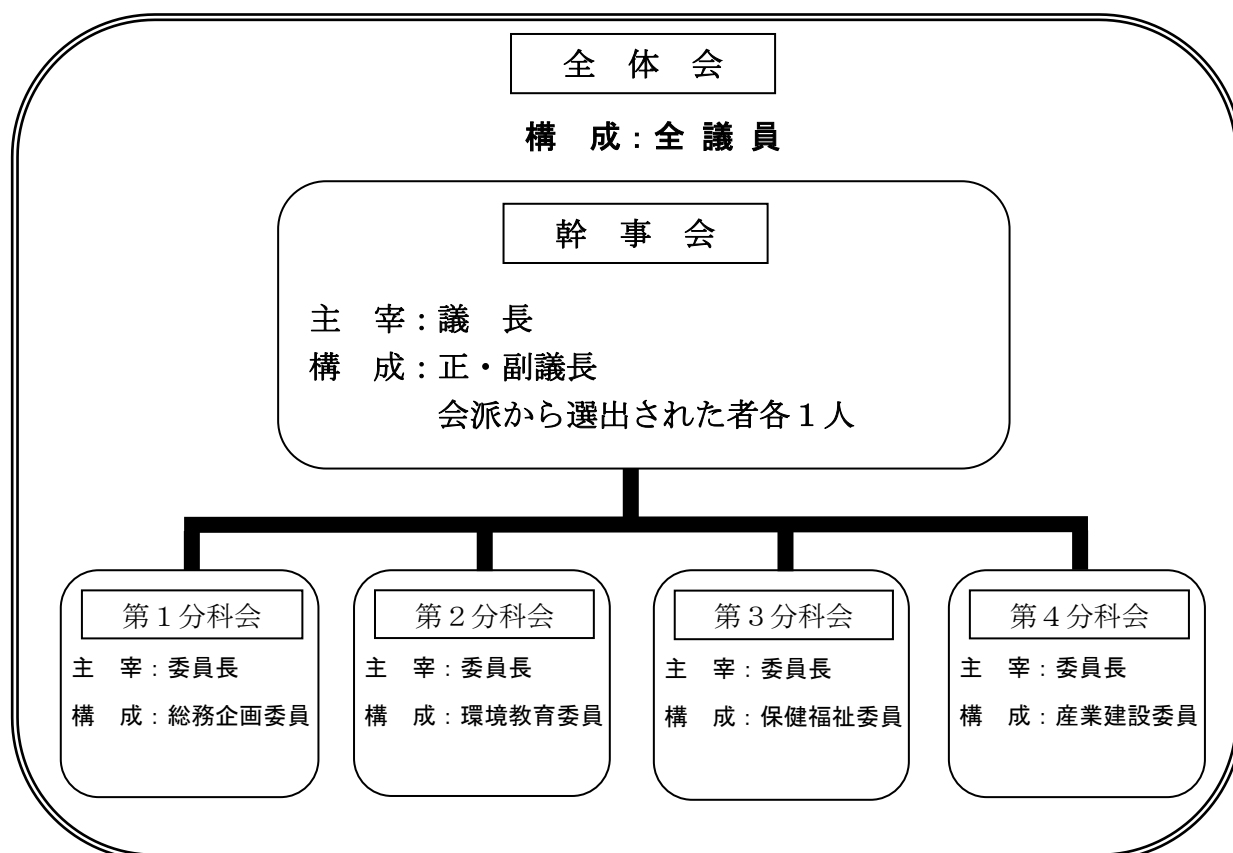 全　体　会
構　成：全 議 員
幹　事　会
主　宰：議　長
構　成：正・副議長
会派から選出された者各１人
第１分科会
主　宰：委員長
構　成：総務企画委員
第２分科会
主　宰：委員長
構　成：環境教育委員
第３分科会
主　宰：委員長
構　成：保健福祉委員
第４分科会
主　宰：委員長
構　成：産業建設委員